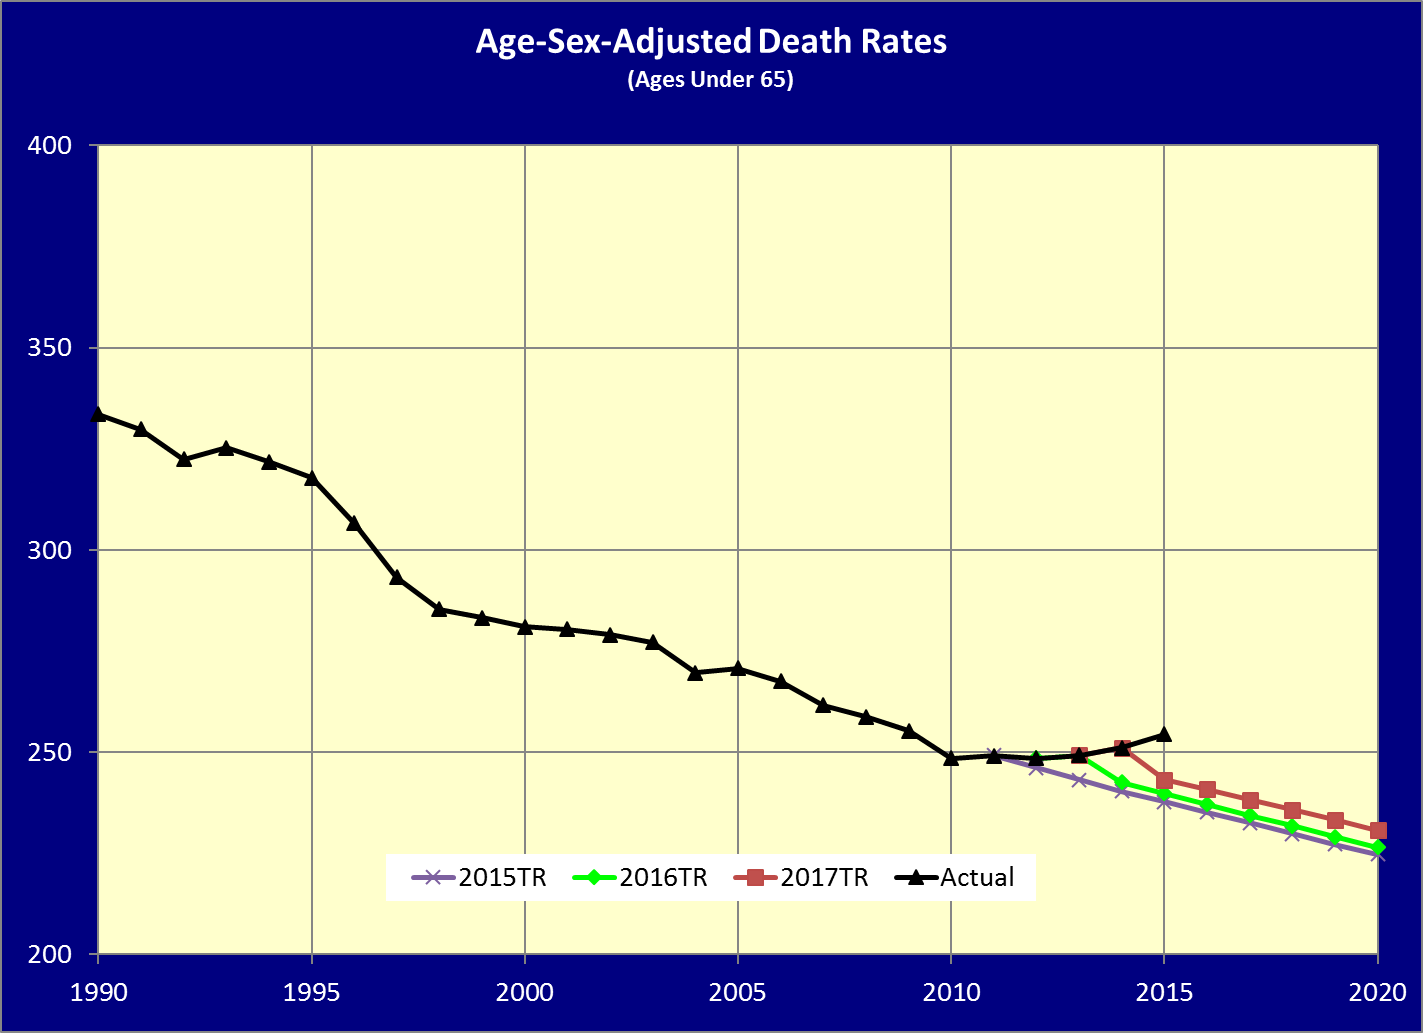 Age-Sex-Adjusted Death Rates
(Ages Under 65)
400
350
300
250
200
2015TR 2016TR 2017TR Actual
1990 1995 2000 2005 2010 2015 2020